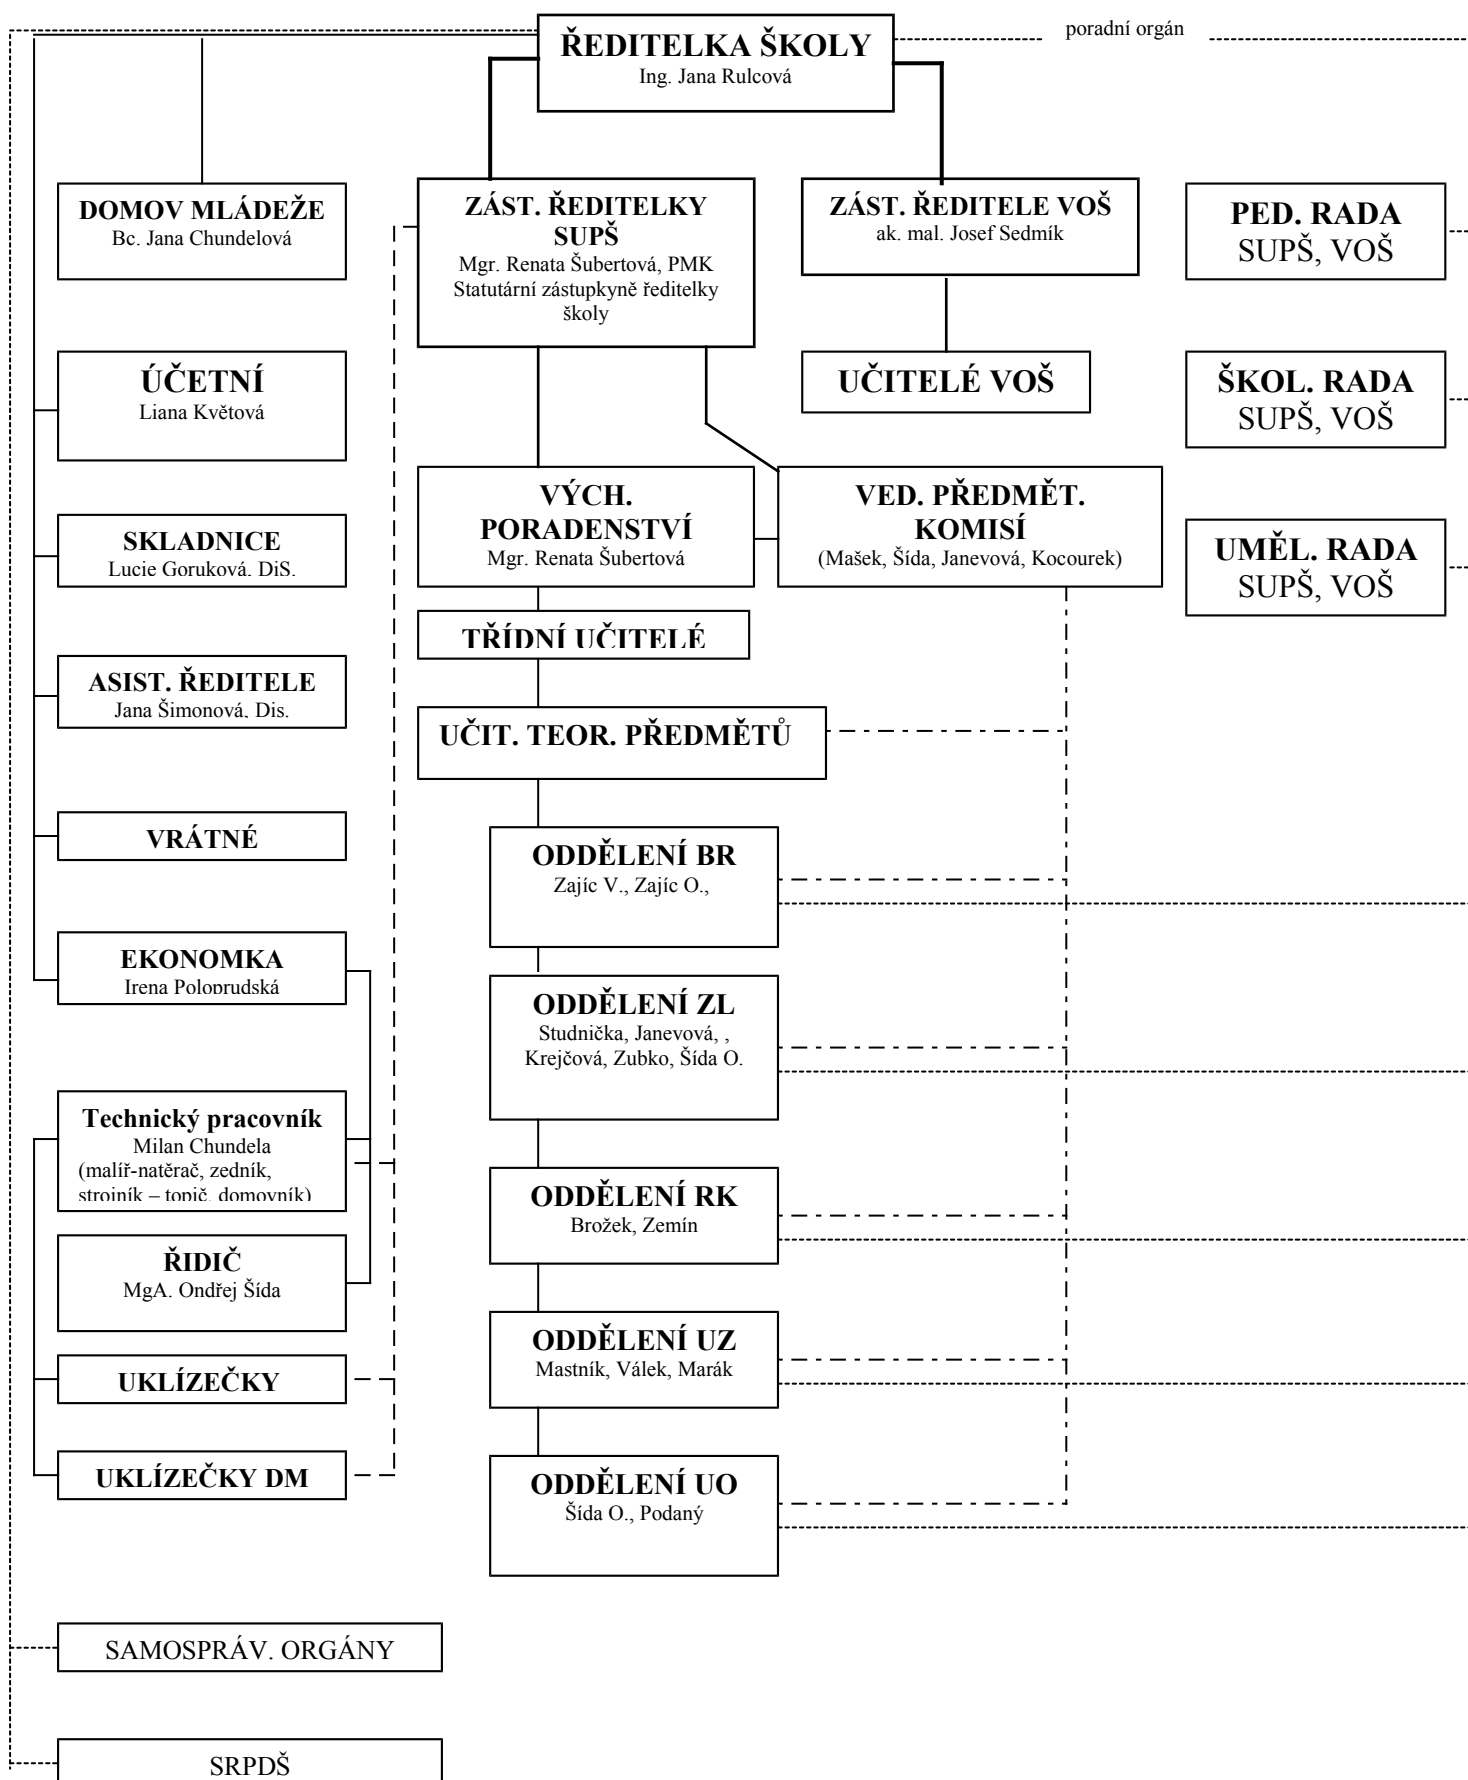 poradní orgán
ŘEDITELKA ŠKOLY
Ing. Jana Rulcová
DOMOV MLÁDEŽE
Bc. Jana Chundelová
ZÁST. ŘEDITELKY
SUPŠ
Mgr. Renata Šubertová, PMK
Statutární zástupkyně ředitelky
školy
ZÁST. ŘEDITELE VOŠ
ak. mal. Josef Sedmík
PED. RADA
SUPŠ, VOŠ
ÚČETNÍ
Liana Květová
UČITELÉ VOŠ
ŠKOL. RADA
SUPŠ, VOŠ
VÝCH.
PORADENSTVÍ
Mgr. Renata Šubertová
VED. PŘEDMĚT.
KOMISÍ
(Mašek, Šída, Janevová, Kocourek)
SKLADNICE
Lucie Goruková, DiS.
UMĚL. RADA
SUPŠ, VOŠ
TŘÍDNÍ UČITELÉ
ASIST. ŘEDITELE
Jana Šimonová, Dis.
UČIT. TEOR. PŘEDMĚTŮ
VRÁTNÉ
ODDĚLENÍ BR
Zajíc V., Zajíc O.,
EKONOMKA
Irena Poloprudská
ODDĚLENÍ ZL
Studnička, Janevová, ,
Krejčová, Zubko, Šída O.
Technický pracovník
Milan Chundela
(malíř-natěrač, zedník,
strojník – topič, domovník)
ODDĚLENÍ RK
Brožek, Zemín
ŘIDIČ
MgA. Ondřej Šída
ODDĚLENÍ UZ
Mastník, Válek, Marák
UKLÍZEČKY
UKLÍZEČKY DM
ODDĚLENÍ UO
Šída O., Podaný
SAMOSPRÁV. ORGÁNY
SRPDŠ